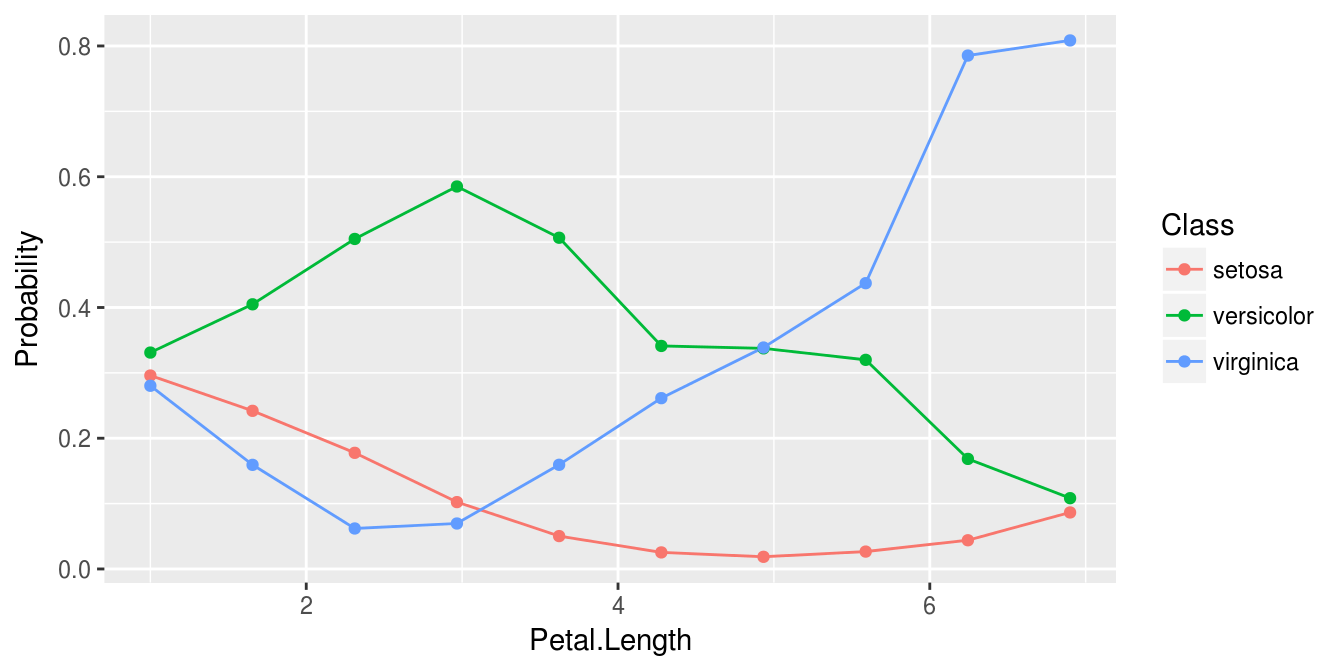 Probability
0.8
0.6
0.4
0.2
0.0
2 4 6
Petal.Length
Class
setosa
versicolor
virginica